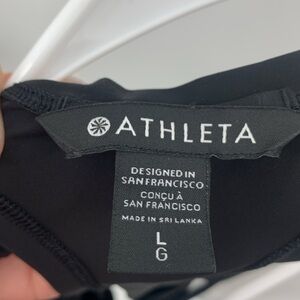 ATHLETA
DESIGNED IN
SAN FRANCISCO
CONÇU À
SAN FRANCISCO
MADE IN SRI LANKA
L
G